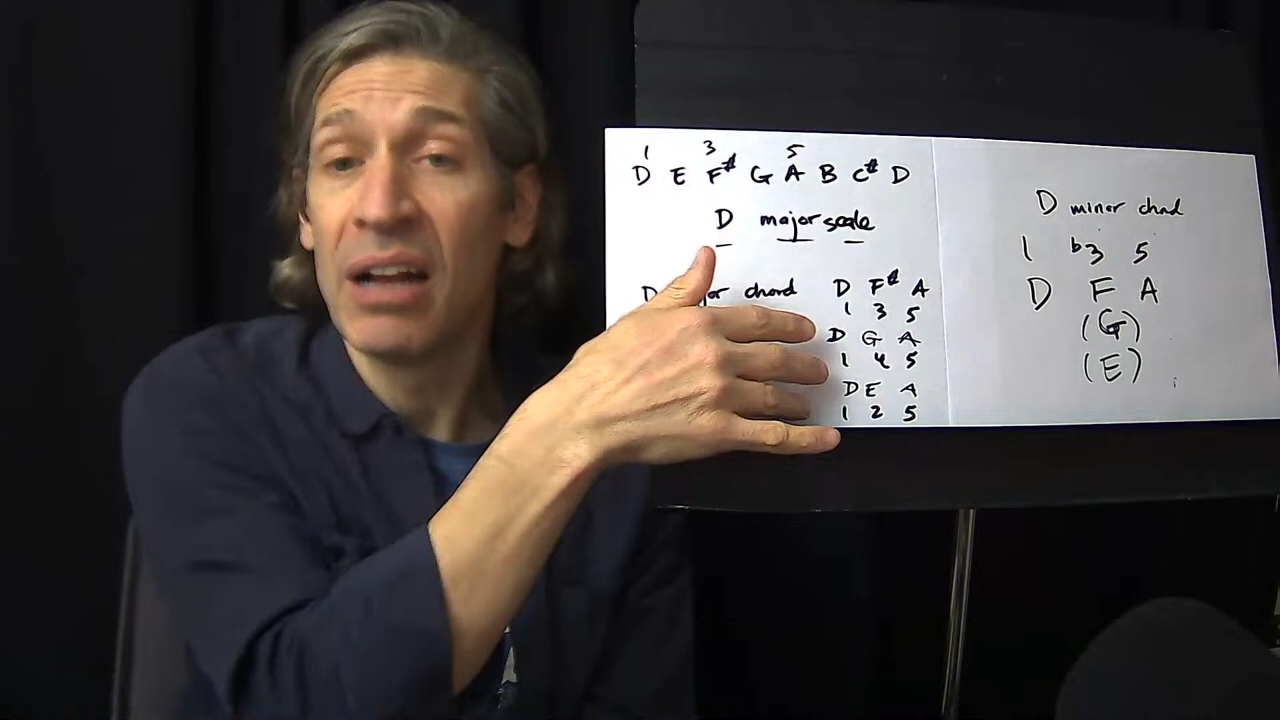 1 3 5
D E F# G A B C# D
D major scale
D chord D F# A
1 3 5
D G A
1 4 5
D E A
1 2 5
D minor chord
1 b3 5
D F A
(G)
(E)